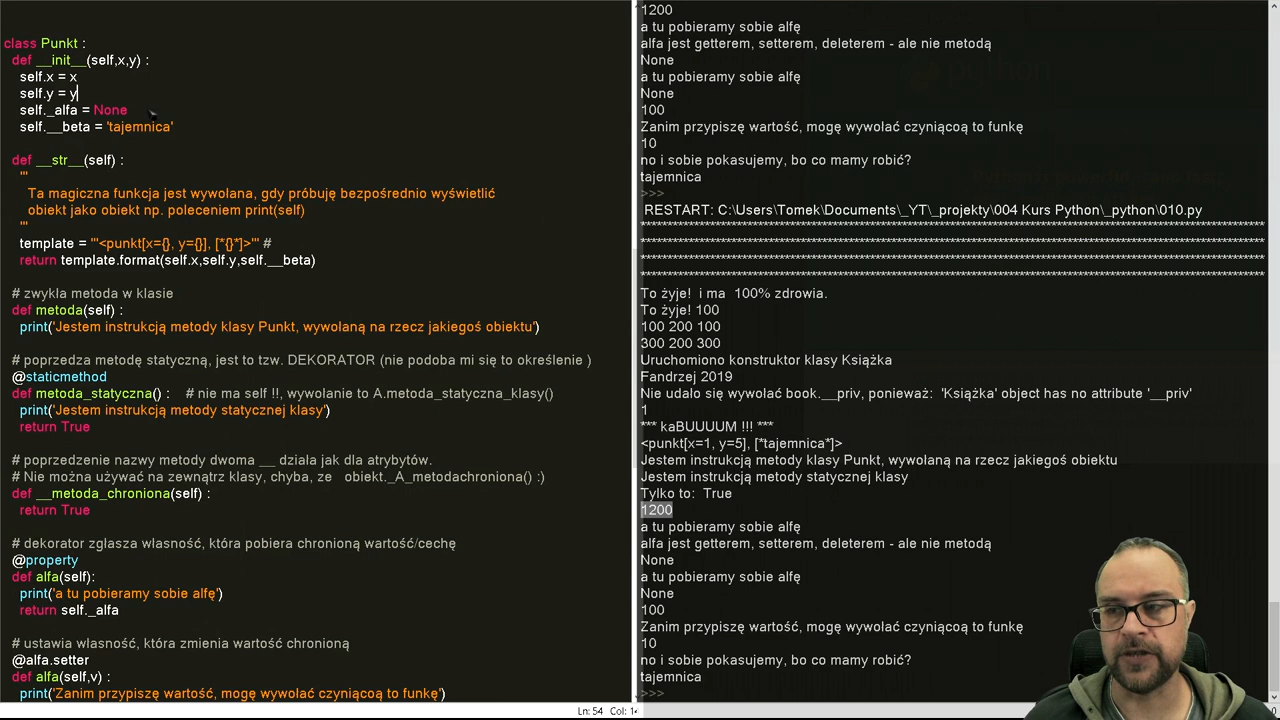 class Punkt :
def __init__(self,x,y) :
self.x = x
self.y = y
self._alfa = None
self.__beta = 'tajemnica'
def __str__(self) :
'''
Ta magiczna funkcja jest wywołana, gdy próbuję bezpośrednio wyświetlić
obiekt jako obiekt np. poleceniem print(self)
'''
template = '''<punkt[x={}, y={}], [*{}*]>''' #
return template.format(self.x,self.y,self.__beta)
# zwykła metoda w klasie
def metoda(self) :
print('Jestem instrukcją metody klasy Punkt, wywołaną na rzecz jakiegoś obiektu')
# poprzedza metodę statyczną, jest to tzw. DEKORATOR (nie podoba mi się to określenie )
@staticmethod
def metoda_statyczna() :    # nie ma self !!, wywołanie to A.metoda_statyczna_klasy()
print('Jestem instrukcją metody statycznej klasy')
return True
# poprzedzenie nazwy metody dwoma __ działa jak dla atrybytów.
# Nie można używać na zewnątrz klasy, chyba, ze   obiekt._A_metodachroniona() :)
def __metoda_chroniona(self) :
return True
# dekorator zgłasza własność, która pobiera chronioną wartość/cechę
@property
def alfa(self):
print('a tu pobieramy sobie alfę')
return self._alfa
# ustawia własność, która zmienia wartość chronioną
@alfa.setter
def alfa(self,v) :
print('Zanim przypiszę wartość, mogę wywołać czyniącoą to funkę')
Ln: 54
1200
a tu pobieramy sobie alfę
alfa jest getterem, setterem, deleterem - ale nie metodą
None
a tu pobieramy sobie alfę
None
100
Zanim przypiszę wartość, mogę wywołać czyniącoą to funkę
10
no i sobie pokasujemy, bo co mamy robić?
tajemnica
>>>
RESTART: C:\Users\Tomek\Documents\_YT\_projekty\004 Kurs Python\_python\010.py
To żyje!  i ma  100% zdrowia.
To żyje! 100
100 200 100
300 200 300
Uruchomiono konstruktor klasy Książka
Fandrzej 2019
Nie udało się wywołać book.__priv, ponieważ:  'Książka' object has no attribute '__priv'
1
*** kaBUUUUM !!! ***
<punkt[x=1, y=5], [*tajemnica*]>
Jestem instrukcją metody klasy Punkt, wywołaną na rzecz jakiegoś obiektu
Jestem instrukcją metody statycznej klasy
Tylko to:  True
1200
a tu pobieramy sobie alfę
alfa jest getterem, setterem, deleterem - ale nie metodą
None
a tu pobieramy sobie alfę
None
100
Zanim przypiszę wartość, mogę wywołać czyniącoą to funkę
10
no i sobie pokasujemy, bo co mamy robić?
tajemnica
>>>